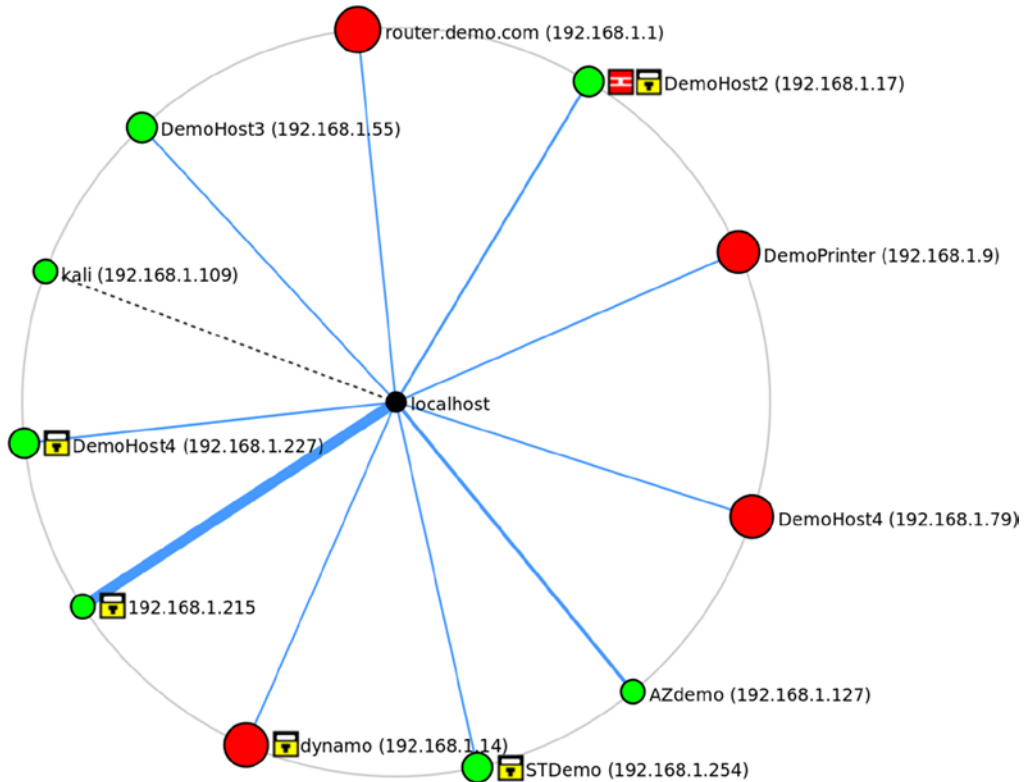 router.demo.com (192.168.1.1)
DemoHost2 (192.168.1.17)
DemoHost3 (192.168.1.55)
DemoPrinter (192.168.1.9)
kali (192.168.1.109)
localhost
DemoHost4 (192.168.1.227)
DemoHost4 (192.168.1.79)
192.168.1.215
AZdemo (192.168.1.127)
dynamo (192.168.1.14)
STDemo (192.168.1.254)